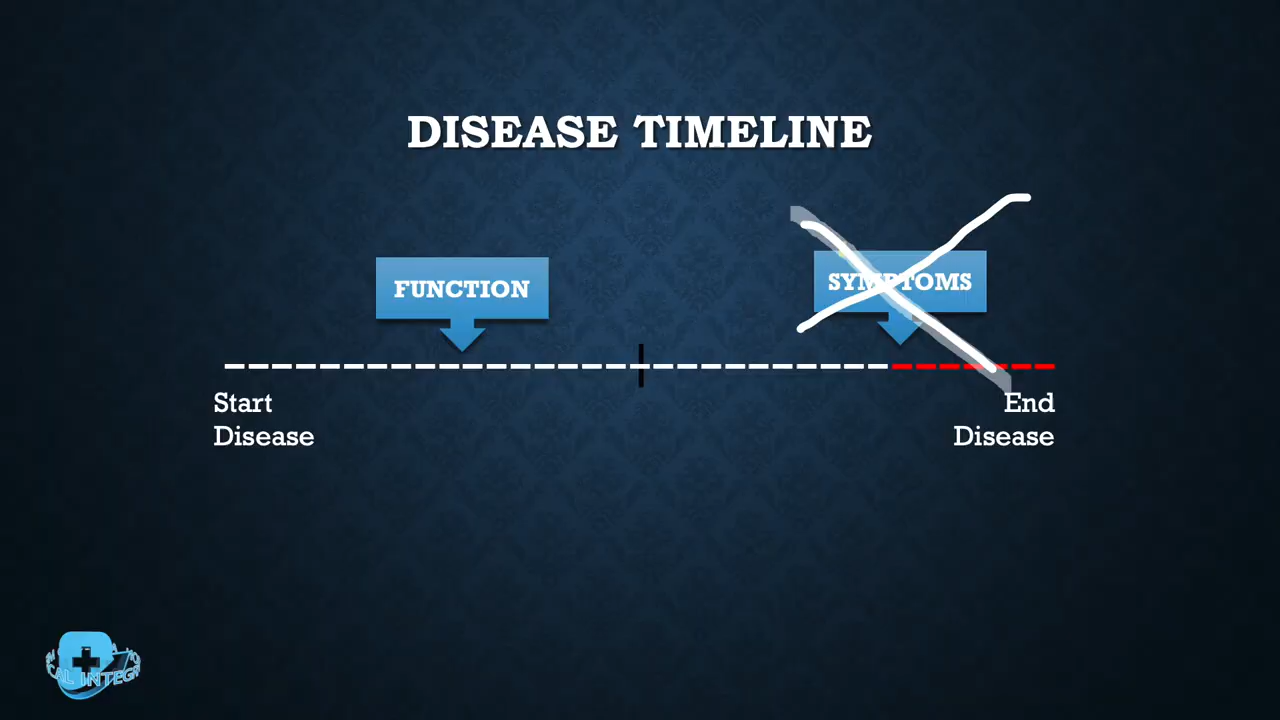 DISEASE TIMELINE
FUNCTION
SYMPTOMS
Start
Disease
End
Disease